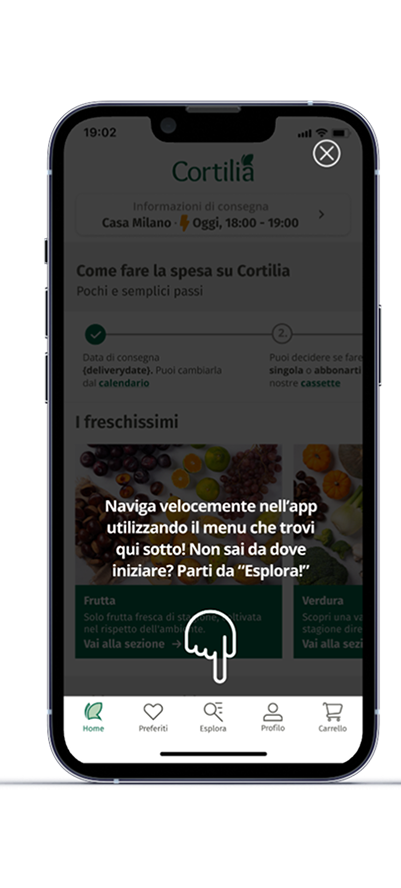 19:02
Cortilia
Informazioni di consegna
Casa Milano · Oggi, 18:00 - 19:00
Come fare la spesa su Cortilia
Pochi e semplici passi
2.
Data di consegna
{deliverydate}. Puoi cambiarla
dal calendario
Puoi decidere se fare
singola o abbonarti
nostre cassette
I freschissimi
Naviga velocemente nell'app
utilizzando il menu che trovi
qui sotto! Non sai da dove
iniziare? Parti da “Esplora!”
Frutta
Solo frutta fresca di stagione, coltivata
nel rispetto dell'ambiente.
Vai alla sezione →
Verdura
Scopri una va
stagione dire
Vai alla sezi
Home
Preferiti
Esplora
Profilo
Carrello